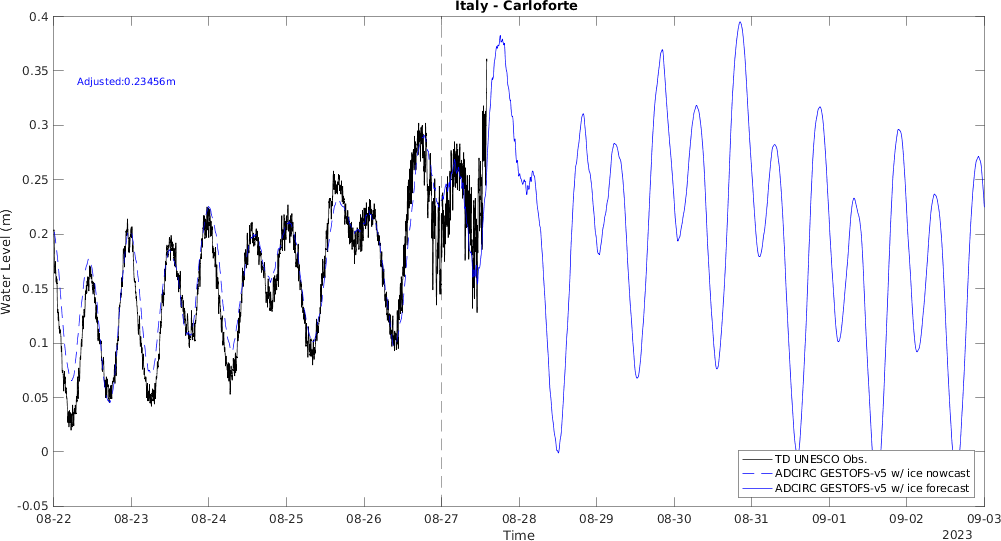 Italy - Carloforte
Adjusted:0.23456m
Water Level (m)
0.4
0.35
0.3
0.25
0.2
0.15
0.1
0.05
0
-0.05
TD UNESCO Obs.
ADCIRC GESTOFS-v5 w/ ice nowcast
ADCIRC GESTOFS-v5 w/ ice forecast
08-22 08-23 08-24 08-25 08-26 08-27 08-28 08-29 08-30 08-31 09-01 09-02 09-03
Time
2023